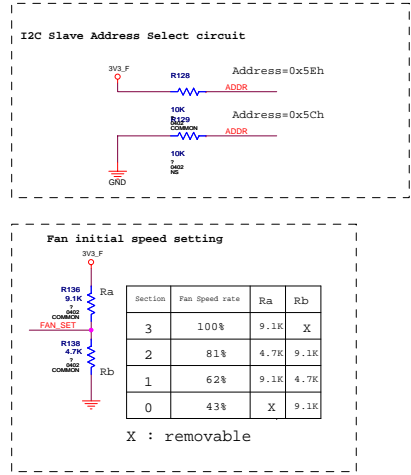 I2C Slave Address Select circuit
3V3_F
R128
Address=0x5Eh
ADDR
10K
?
0402
COMMON
R129
Address=0x5Ch
ADDR
10K
?
0402
NS
GND
Fan initial speed setting
3V3_F
R136
Ra
9.1K
?
0402
COMMON
FAN_SET
R138
4.7K
?
0402
COMMON
Rb
Section Fan Speed rate Ra Rb
3 100% 9.1K X
2 81% 4.7K 9.1K
1 62% 9.1K 4.7K
0 43% X 9.1K
X : removable